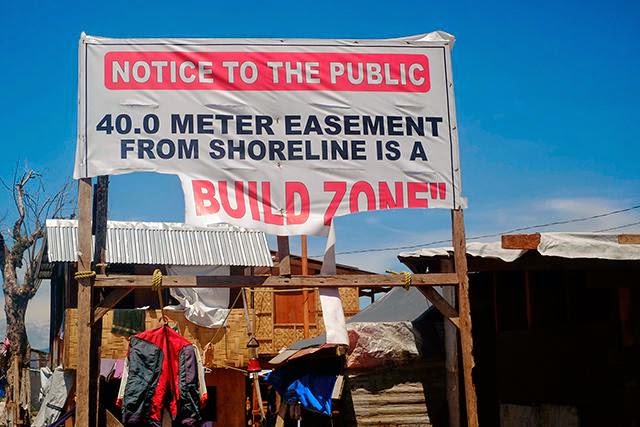 NOTICE TO THE PUBLIC
40.0 METER EASEMENT
FROM SHORELINE IS A
BUILD ZONE"